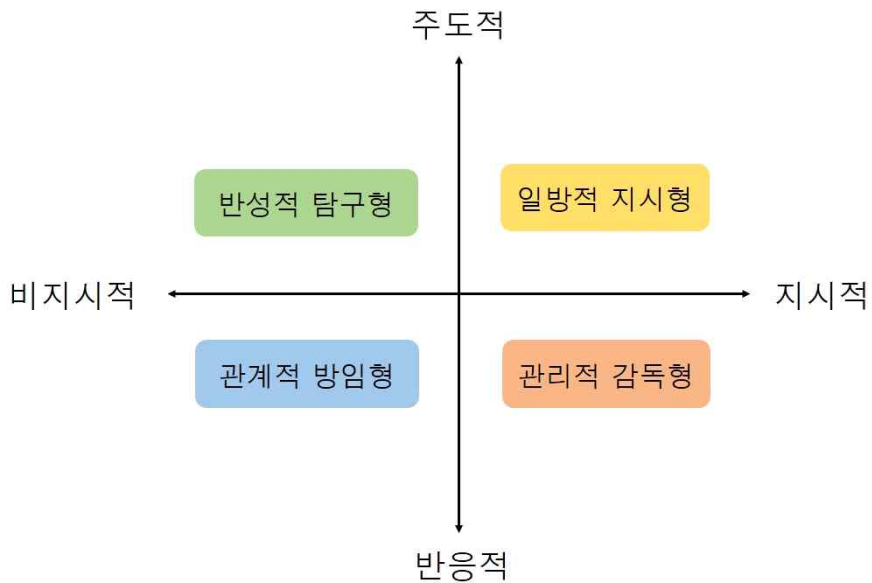 주도적
반성적 탐구형
일방적 지시형
비지시적
지시적
관계적 방임형
관리적 감독형
반응적